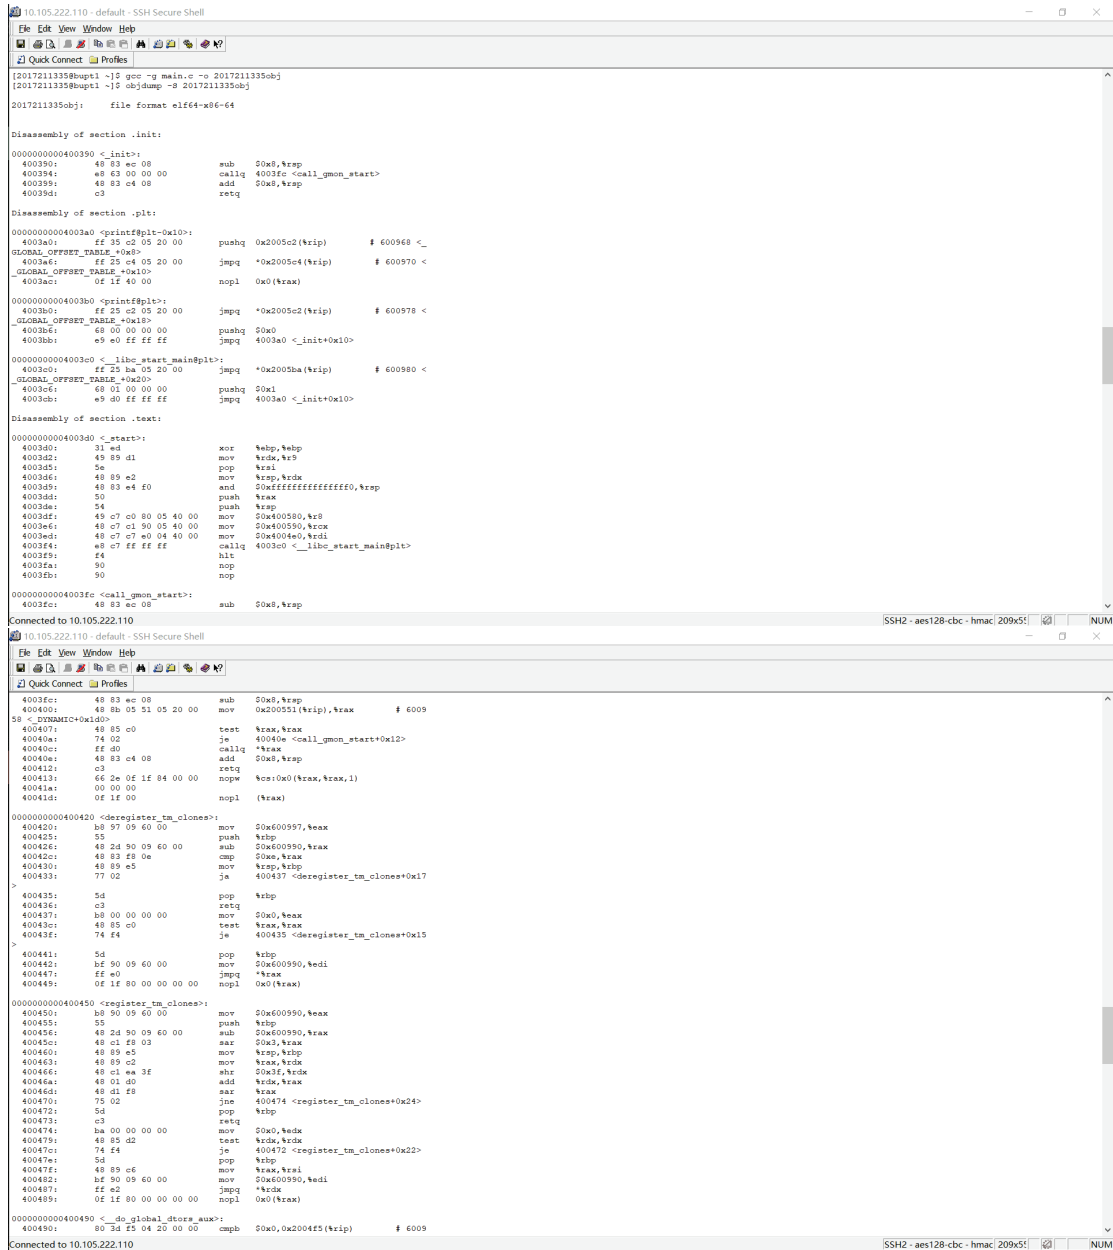 10.105.222.110 - default - SSH Secure Shell
File Edit View Window Help
Quick Connect Profiles
[2017211335@bupt1 ~]$ gcc -g main.c -o 2017211335obj
[2017211335@bupt1 ~]$ objdump -S 2017211335obj
2017211335obj:     file format elf64-x86-64
Disassembly of section .init:
0000000000400390 <_init>:
400390: 48 83 ec 08 sub $0x8,%rsp
400394: e8 63 00 00 00 callq 4003fc <call_gmon_start>
400399: 48 83 c4 08 add $0x8,%rsp
40039d: c3 retq
Disassembly of section .plt:
00000000004003a0 <printf@plt-0x10>:
4003a0: ff 35 c2 05 20 00 pushq 0x2005c2(%rip) # 600968 <_
GLOBAL_OFFSET_TABLE_+0x8>
4003a6: ff 25 c4 05 20 00 jmpq *0x2005c4(%rip) # 600970 <
_GLOBAL_OFFSET_TABLE_+0x10>
4003ac: 0f 1f 40 00 nopl 0x0(%rax)
00000000004003b0 <printf@plt>:
4003b0: ff 25 c2 05 20 00 jmpq *0x2005c2(%rip) # 600978 <
_GLOBAL_OFFSET_TABLE_+0x18>
4003b6: 68 00 00 00 00 pushq $0x0
4003bb: e9 e0 ff ff ff jmpq 4003a0 <_init+0x10>
00000000004003c0 <__libc_start_main@plt>:
4003c0: ff 25 ba 05 20 00 jmpq *0x2005ba(%rip) # 600980 <
_GLOBAL_OFFSET_TABLE_+0x20>
4003c6: 68 01 00 00 00 pushq $0x1
4003cb: e9 d0 ff ff ff jmpq 4003a0 <_init+0x10>
Disassembly of section .text:
00000000004003d0 <_start>:
4003d0: 31 ed xor %ebp,%ebp
4003d2: 49 89 d1 mov %rdx,%r9
4003d5: 5e pop %rsi
4003d6: 48 89 e2 mov %rsp,%rdx
4003d9: 48 83 e4 f0 and $0xfffffffffffffff0,%rsp
4003dd: 50 push %rax
4003de: 54 push %rsp
4003df: 49 c7 c0 80 05 40 00 mov $0x400580,%r8
4003e6: 48 c7 c1 90 05 40 00 mov $0x400590,%rcx
4003ed: 48 c7 c7 e0 04 40 00 mov $0x4004e0,%rdi
4003f4: e8 c7 ff ff ff callq 4003c0 <__libc_start_main@plt>
4003f9: f4 hlt
4003fa: 90 nop
4003fb: 90 nop
00000000004003fc <call_gmon_start>:
4003fc: 48 83 ec 08 sub $0x8,%rsp
Connected to 10.105.222.110 SSH2 - aes128-cbc - hmac 209x55 NUM
10.105.222.110 - default - SSH Secure Shell
File Edit View Window Help
Quick Connect Profiles
4003fc: 48 83 ec 08 sub $0x8,%rsp
400400: 48 8b 05 51 05 20 00 mov 0x200551(%rip),%rax # 6009
58 <_DYNAMIC+0x1d0>
400407: 48 85 c0 test %rax,%rax
40040a: 74 02 je 40040e <call_gmon_start+0x12>
40040c: ff d0 callq *%rax
40040e: 48 83 c4 08 add $0x8,%rsp
400412: c3 retq
400413: 66 2e 0f 1f 84 00 00 nopw %cs:0x0(%rax,%rax,1)
40041a: 00 00 00
40041d: 0f 1f 00 nopl (%rax)
0000000000400420 <deregister_tm_clones>:
400420: b8 97 09 60 00 mov $0x600997,%eax
400425: 55 push %rbp
400426: 48 2d 90 09 60 00 sub $0x600990,%rax
40042c: 48 83 f8 0e cmp $0xe,%rax
400430: 48 89 e5 mov %rsp,%rbp
400433: 77 02 ja 400437 <deregister_tm_clones+0x17
>
400435: 5d pop %rbp
400436: c3 retq
400437: b8 00 00 00 00 mov $0x0,%eax
40043c: 48 85 c0 test %rax,%rax
40043f: 74 f4 je 400435 <deregister_tm_clones+0x15
>
400441: 5d pop %rbp
400442: bf 90 09 60 00 mov $0x600990,%edi
400447: ff e0 jmpq *%rax
400449: 0f 1f 80 00 00 00 00 nopl 0x0(%rax)
0000000000400450 <register_tm_clones>:
400450: b8 90 09 60 00 mov $0x600990,%eax
400455: 55 push %rbp
400456: 48 2d 90 09 60 00 sub $0x600990,%rax
40045c: 48 c1 f8 03 sar $0x3,%rax
400460: 48 89 e5 mov %rsp,%rbp
400463: 48 89 c2 mov %rax,%rdx
400466: 48 c1 ea 3f shr $0x3f,%rdx
40046a: 48 01 d0 add %rdx,%rax
40046d: 48 d1 f8 sar %rax
400470: 75 02 jne 400474 <register_tm_clones+0x24>
400472: 5d pop %rbp
400473: c3 retq
400474: ba 00 00 00 00 mov $0x0,%edx
400479: 48 85 d2 test %rdx,%rdx
40047c: 74 f4 je 400472 <register_tm_clones+0x22>
40047e: 5d pop %rbp
40047f: 48 89 c6 mov %rax,%rsi
400482: bf 90 09 60 00 mov $0x600990,%edi
400487: ff e2 jmpq *%rdx
400489: 0f 1f 80 00 00 00 00 nopl 0x0(%rax)
0000000000400490 <__do_global_dtors_aux>:
400490: 80 3d f5 04 20 00 00 cmpb $0x0,0x2004f5(%rip) # 6009
Connected to 10.105.222.110 SSH2 - aes128-cbc - hmac 209x55 NUM